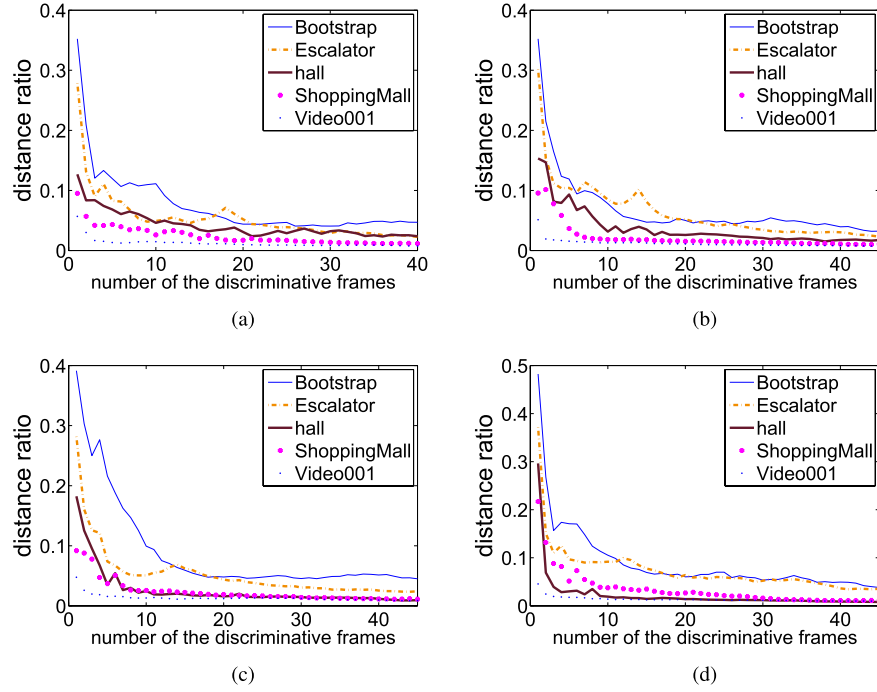 0.4
0.3
0.2
0.1
0
0
10
20
30
40
distance ratio
number of the discriminative frames
Bootstrap
Escalator
hall
ShoppingMall
Video001
(a)
0.4
0.3
0.2
0.1
0
0
10
20
30
40
distance ratio
number of the discriminative frames
Bootstrap
Escalator
hall
ShoppingMall
Video001
(b)
0.4
0.3
0.2
0.1
0
0
10
20
30
40
distance ratio
number of the discriminative frames
Bootstrap
Escalator
hall
ShoppingMall
Video001
(c)
0.5
0.4
0.3
0.2
0.1
0
0
10
20
30
40
distance ratio
number of the discriminative frames
Bootstrap
Escalator
hall
ShoppingMall
Video001
(d)